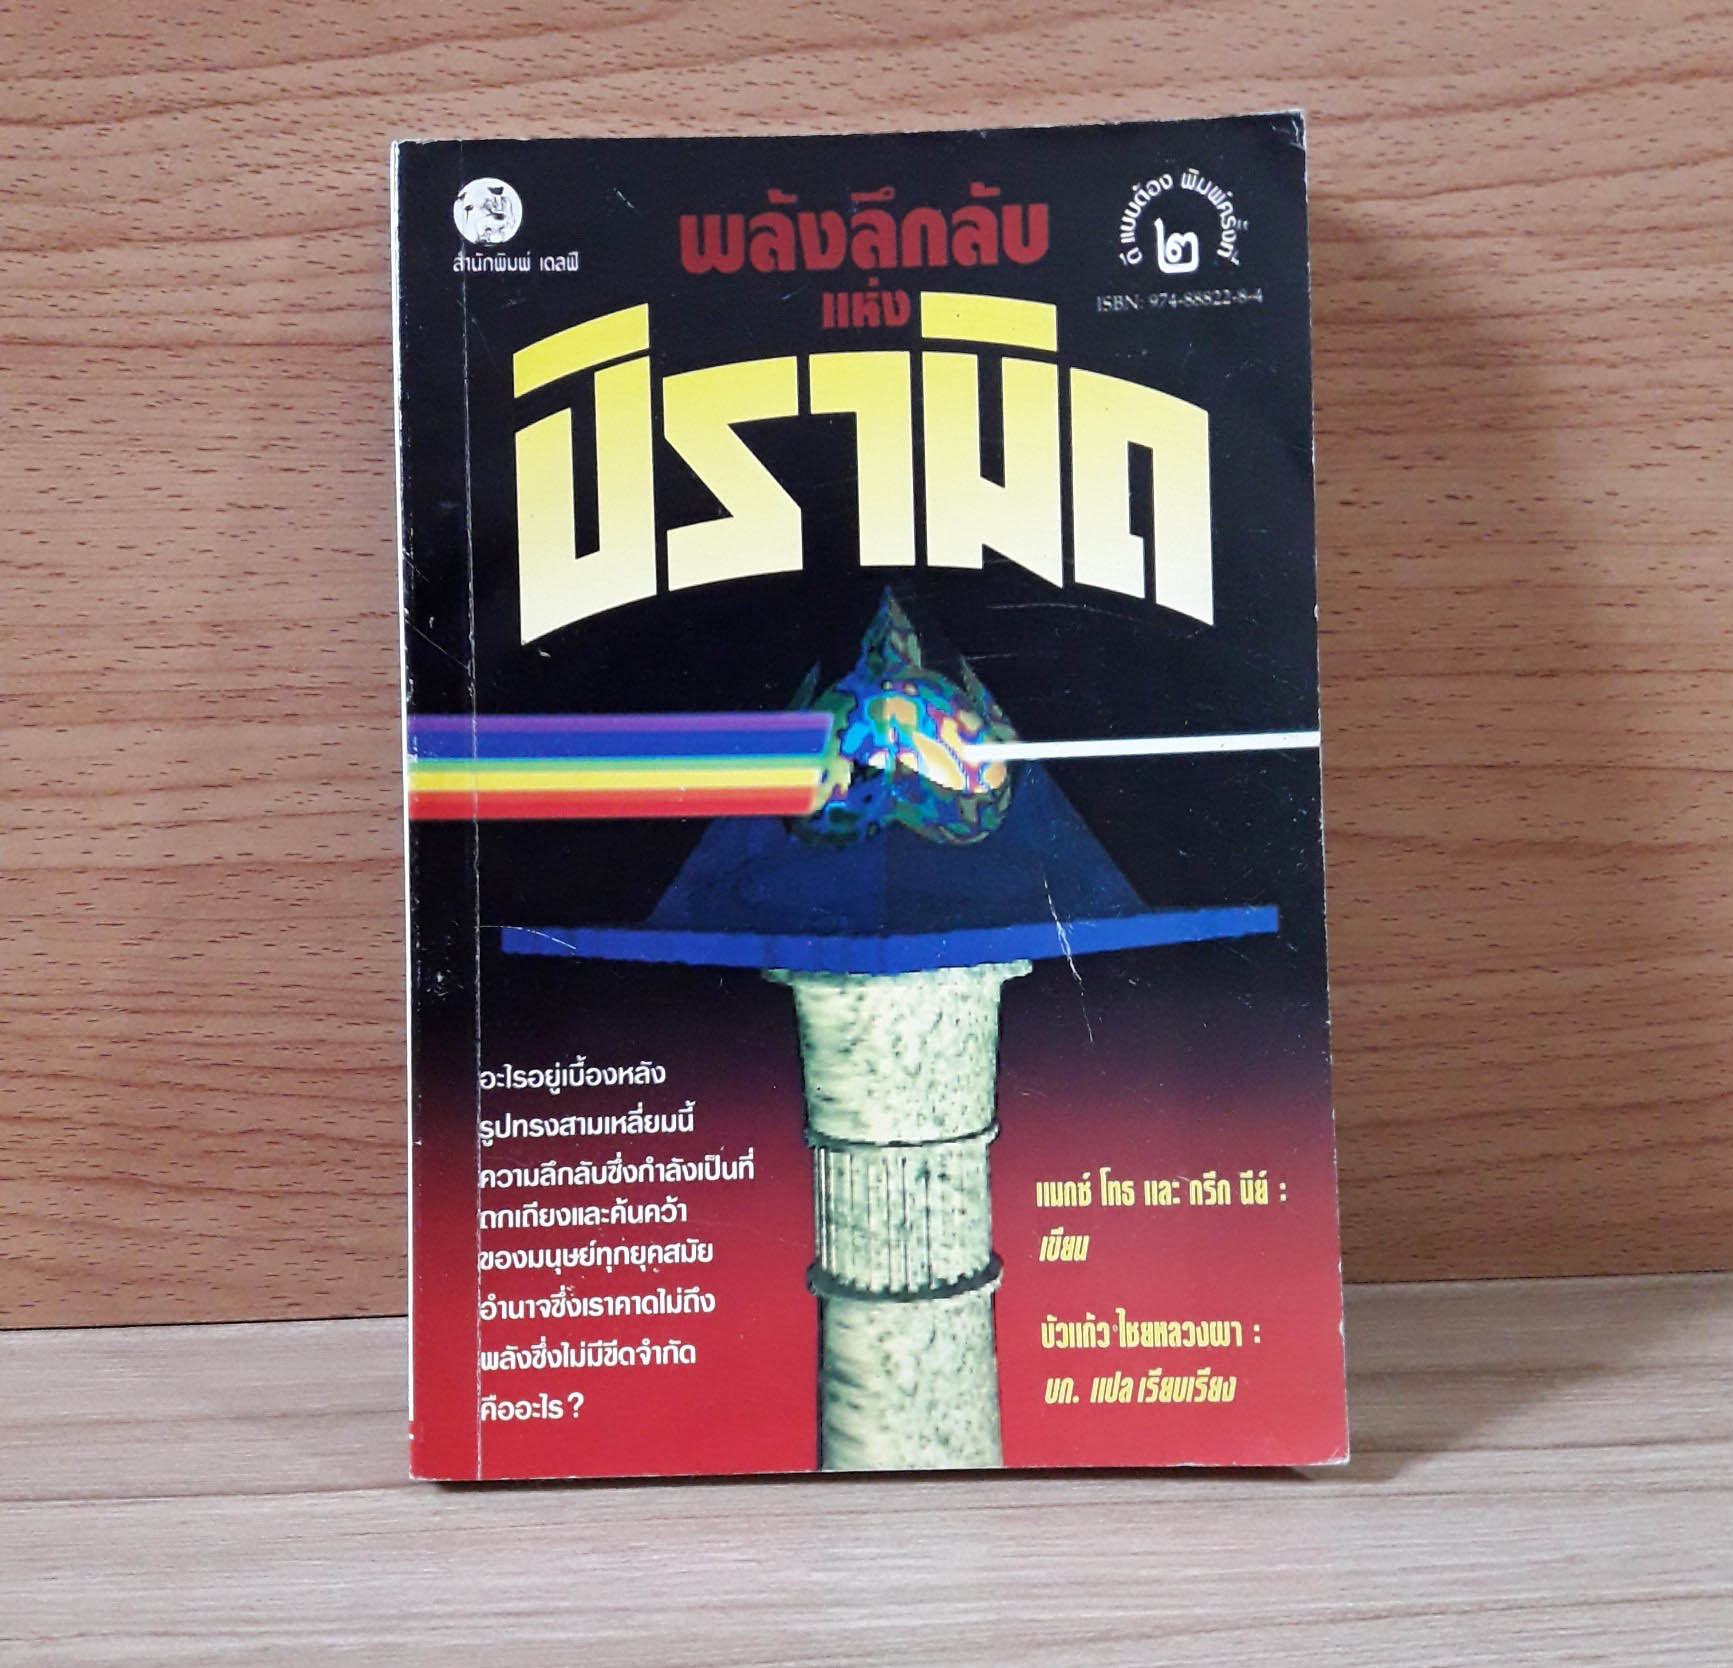 สำนักพิมพ์ เดลฟี
พลังลึกลับ
แห่ง
ปีรามิด
ดี แมนต้อง พิมพ์ครั้งที่
๒
ISBN: 974-88822-8-4
อะไรอยู่เบื้องหลัง
รูปทรงสามเหลี่ยมนี้
ความลึกลับซึ่งกำลังเป็นที่
ถกเถียงและค้นคว้า
ของมนุษย์ทุกยุคสมัย
อำนาจซึ่งเราคาดไม่ถึง
พลังซึ่งไม่มีขีดจำกัด
คืออะไร ?
แมกซ์ โทธ และ กรีก นีย์ :
เขียน
บัวแก้ว ไชยหลวงผา :
บก. แปล เรียบเรียง